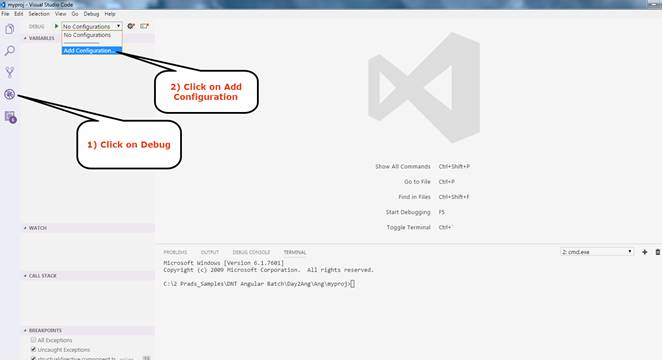 myproj - Visual Studio Code
File Edit Selection View Go Debug Help
DEBUG No Configurations
No Configurations
Add Configuration...
VARIABLES
2) Click on Add
Configuration
1) Click on Debug
Show All Commands Ctrl+Shift+P
Go to File Ctrl+P
Find in Files Ctrl+Shift+F
Start Debugging F5
Toggle Terminal Ctrl+`
WATCH
PROBLEMS OUTPUT DEBUG CONSOLE TERMINAL 2: cmd.exe
Microsoft Windows [Version 6.1.7601]
Copyright (c) 2009 Microsoft Corporation. All rights reserved.
C:\2 Prads_Samples\DNT Angular Batch\Day2Ang\Ang\myproj>
CALL STACK
BREAKPOINTS
All Exceptions
Uncaught Exceptions
structuraldirective.component.ts